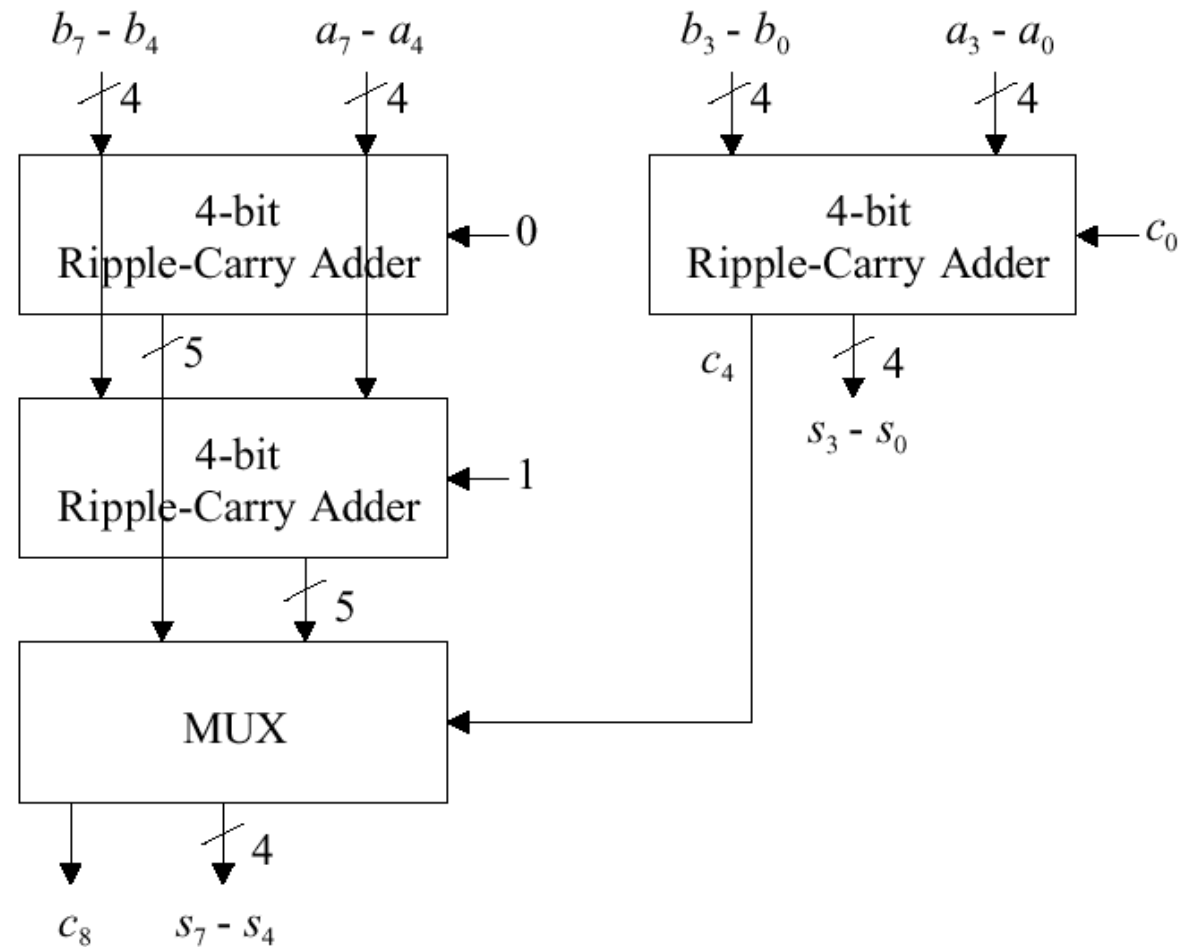 b₇ - b₄ a₇ - a₄ b₃ - b₀ a₃ - a₀
4 4 4 4
4-bit
Ripple-Carry Adder
0
4-bit
Ripple-Carry Adder
c₀
5
c₄
4
s₃ - s₀
4-bit
Ripple-Carry Adder
1
5
MUX
4
c₈ s₇ - s₄